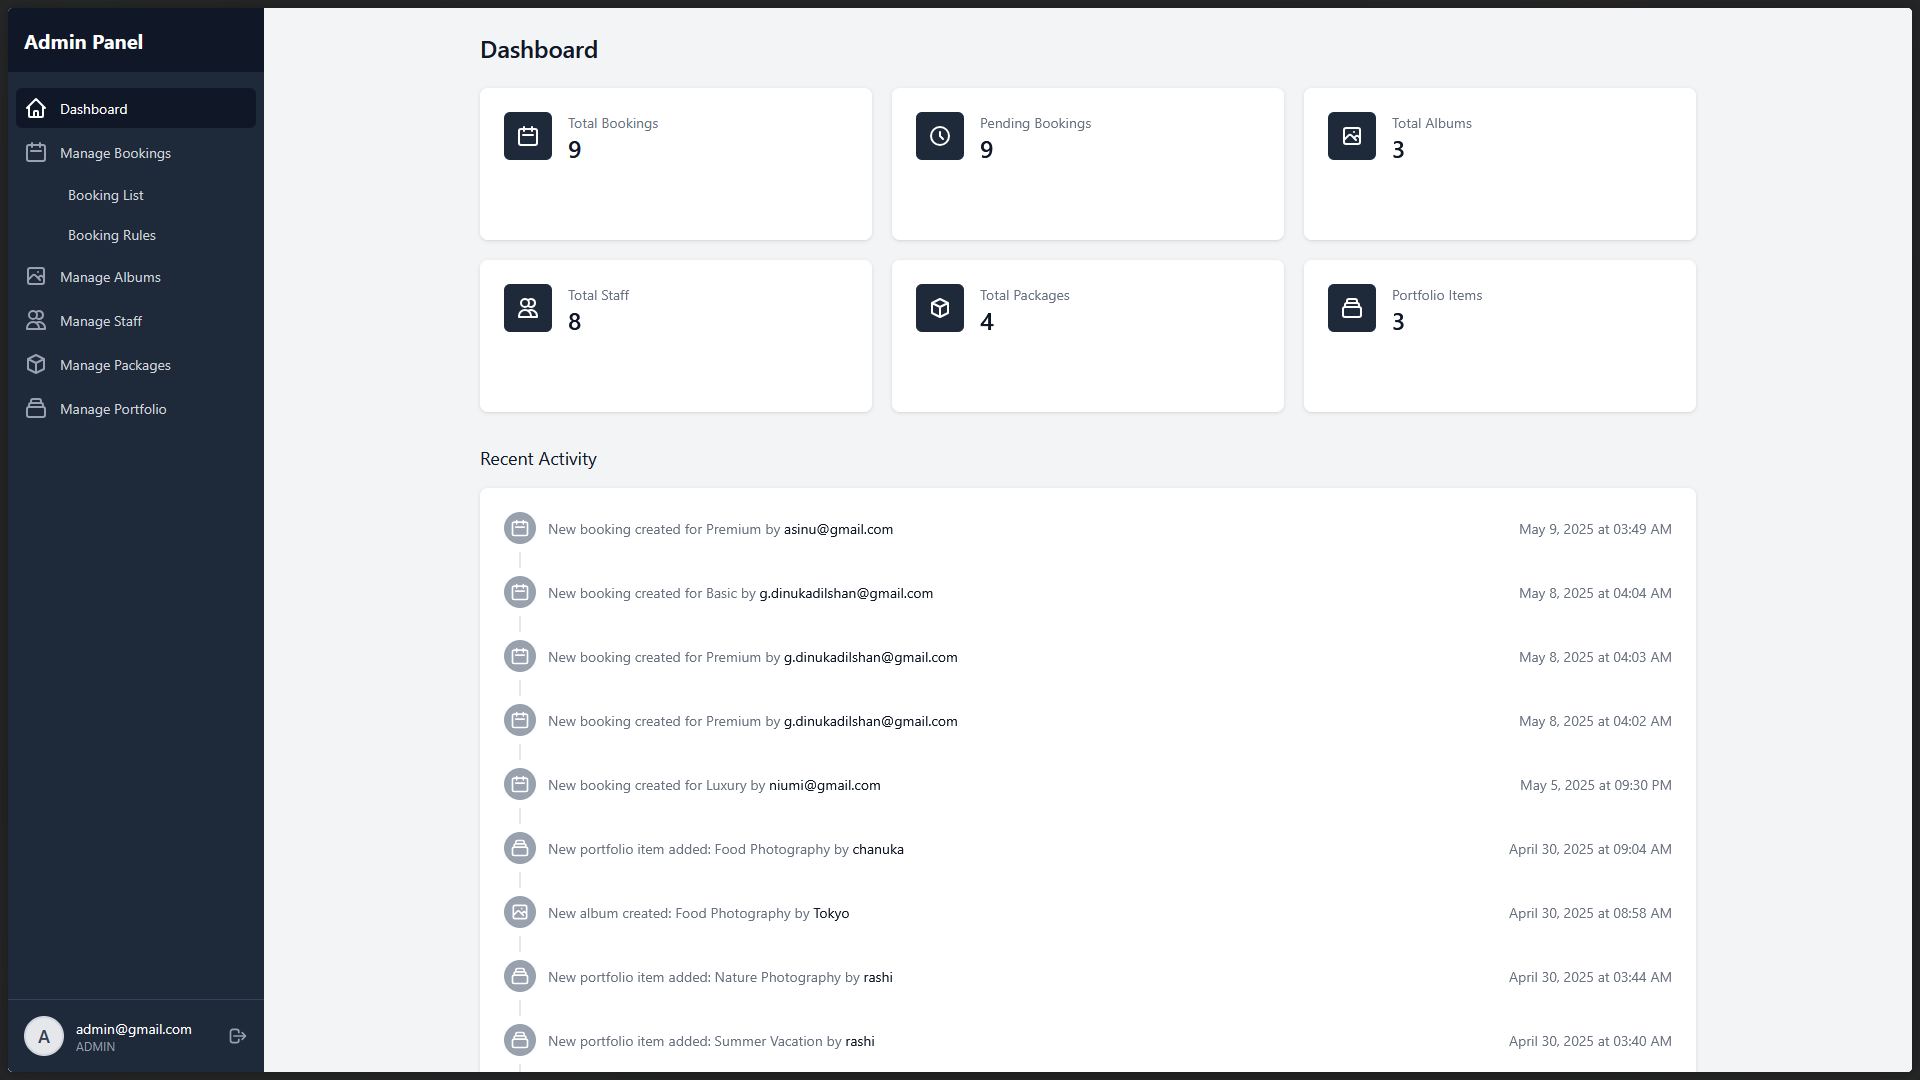 Admin Panel
Dashboard
Manage Bookings
Booking List
Booking Rules
Manage Albums
Manage Staff
Manage Packages
Manage Portfolio
A
admin@gmail.com
ADMIN
Dashboard
Total Bookings
9
Pending Bookings
9
Total Albums
3
Total Staff
8
Total Packages
4
Portfolio Items
3
Recent Activity
New booking created for Premium by asinu@gmail.com May 9, 2025 at 03:49 AM
New booking created for Basic by g.dinukadilshan@gmail.com May 8, 2025 at 04:04 AM
New booking created for Premium by g.dinukadilshan@gmail.com May 8, 2025 at 04:03 AM
New booking created for Premium by g.dinukadilshan@gmail.com May 8, 2025 at 04:02 AM
New booking created for Luxury by niumi@gmail.com May 5, 2025 at 09:30 PM
New portfolio item added: Food Photography by chanuka April 30, 2025 at 09:04 AM
New album created: Food Photography by Tokyo April 30, 2025 at 08:58 AM
New portfolio item added: Nature Photography by rashi April 30, 2025 at 03:44 AM
New portfolio item added: Summer Vacation by rashi April 30, 2025 at 03:40 AM